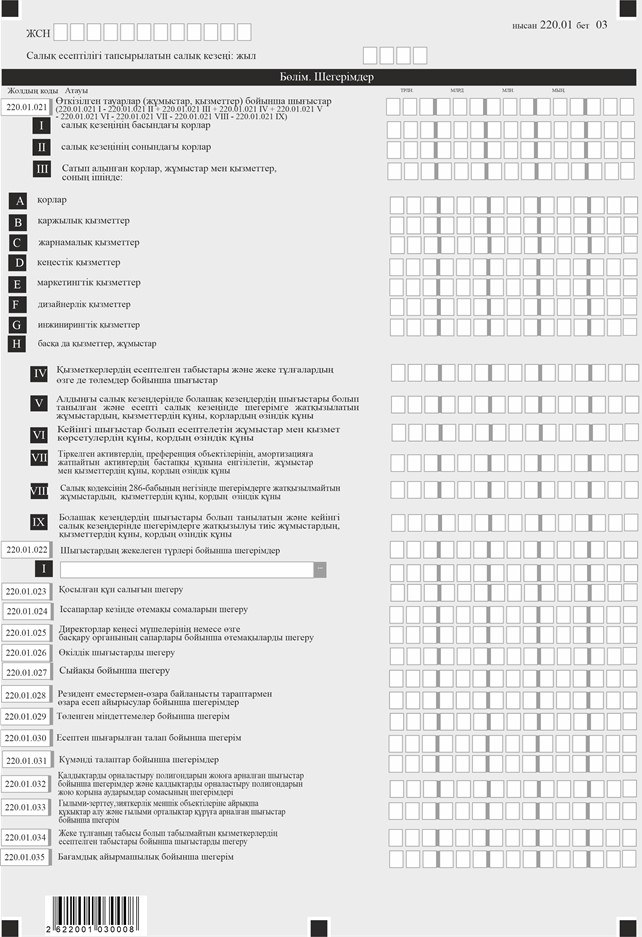 нысан 220.01 бет 03
ЖСН
Салық есептілігі тапсырылатын салық кезеңі: жыл
Бөлім. Шегерімдер
Жолдың коды Атауы
трлн. млрд млн мың
220.01.021 Өткізілген тауарлар (жұмыстар, қызметтер) бойынша шығыстар
(220.01.021 I - 220.01.021 II + 220.01.021 III + 220.01.021 IV + 220.01.021 V
- 220.01.021 VI - 220.01.021 VII - 220.01.021 VIII - 220.01.021 IX)
I салық кезеңінің басындағы қорлар
II салық кезеңінің сонындағы қорлар
III Сатып алынған қорлар, жұмыстар мен қызметтер,
соның ішінде:
A қорлар
B қаржылық қызметтер
C жарнамалық қызметтер
D кеңестік қызметтер
E маркетингтік қызметтер
F дизайнерлік қызметтер
G инжинирингтік қызметтер
H басқа да қызметтер, жұмыстар
IV Қызметкерлердің есептелген табыстары және жеке тұлғалардың
өзге де төлемдер бойынша шығыстар
V Алдыңғы салық кезеңдерінде болашақ кезеңдердің шығыстары болып
танылған және есепті салық кезеңінде шегерімге жатқызылатын
жұмыстардың, қызметтердің құны, қорлардың өзіндік құны
VI Кейінгі шығыстар болып есептелетін жұмыстар мен қызмет
көрсетулердің құны, қордың өзіндік құны
VII Тіркелген активтердің, преференция объектілерінің, амортизацияға
жатпайтын активтердің бастапқы құнына енгізілетін, жұмыстар
мен қызметтердің құны, қордың өзіндік құны
VIII Салық кодексінің 286-бабының негізінде шегерімдерге жатқызылмайтын
жұмыстардың, қызметтердің құны, қордың өзіндік құны
IX Болашақ кезеңдердің шығыстары болып танылатын және кейінгі
салық кезеңдерінде шегерімдерге жатқызылуы тиіс жұмыстардың,
қызметтердің құны, қордың өзіндік құны
220.01.022 Шығыстардың жекелеген түрлері бойынша шегерімдер
I
220.01.023 Қосылған құн салығын шегеру
220.01.024 Іссапарлар кезінде өтемақы сомаларын шегеру
220.01.025 Директорлар кеңесі мүшелерінің немесе өзге
басқару органының сапарлары бойынша өтемақыларды шегеру
220.01.026 Өкілдік шығыстарды шегеру
220.01.027 Сыйақы бойынша шегеру
220.01.028 Резидент еместермен-өзара байланысты тараптармен
өзара есеп айырысулар бойынша шегерімдер
220.01.029 Төленген міндеттемелер бойынша шегерім
220.01.030 Есептен шығарылған талап бойынша шегерім
220.01.031 Күмәнді талаптар бойынша шегерімдер
220.01.032 Қалдықтарды орналастыру полигондарын жоюға арналған шығыстар
бойынша шегерімдер және қалдықтарды орналастыру полигондарын
жою қорына аударымдар сомасының шегерімдері
220.01.033 Ғылыми-зерттеу,зияткерлік меншік объектілеріне айрықша
құқықтар алу және ғылыми орталықтар құруға арналған шығыстар
бойынша шегерім
220.01.034 Жеке тұлғаның табысы болып табылмайтын қызметкерлердің
есептелген табыстары бойынша шығыстарды шегеру
220.01.035 Бағамдық айырмашылық бойынша шегерім
2 622001 030008